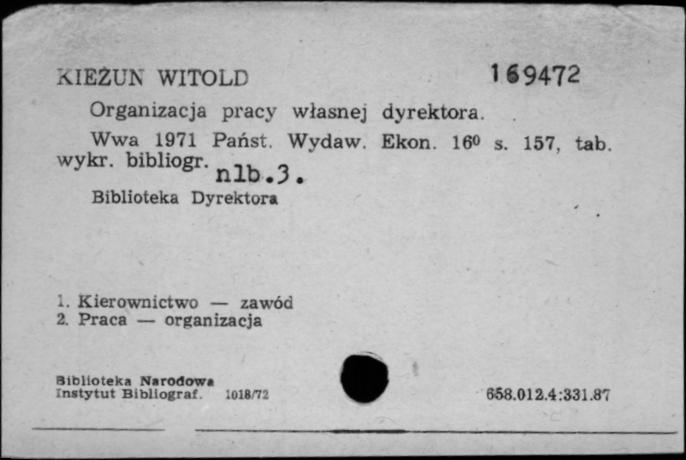 KIEŻUN WITOLD 169472
Organizacja pracy własnej dyrektora.
Wwa 1971 Państ. Wydaw. Ekon. 16º s. 157, tab.
wykr. bibliogr. nlb.3.
Biblioteka Dyrektora
1. Kierownictwo — zawód
2. Praca — organizacja
Biblioteka Narodowa
Instytut Bibliograf. 1018/72 658.012.4:331.87